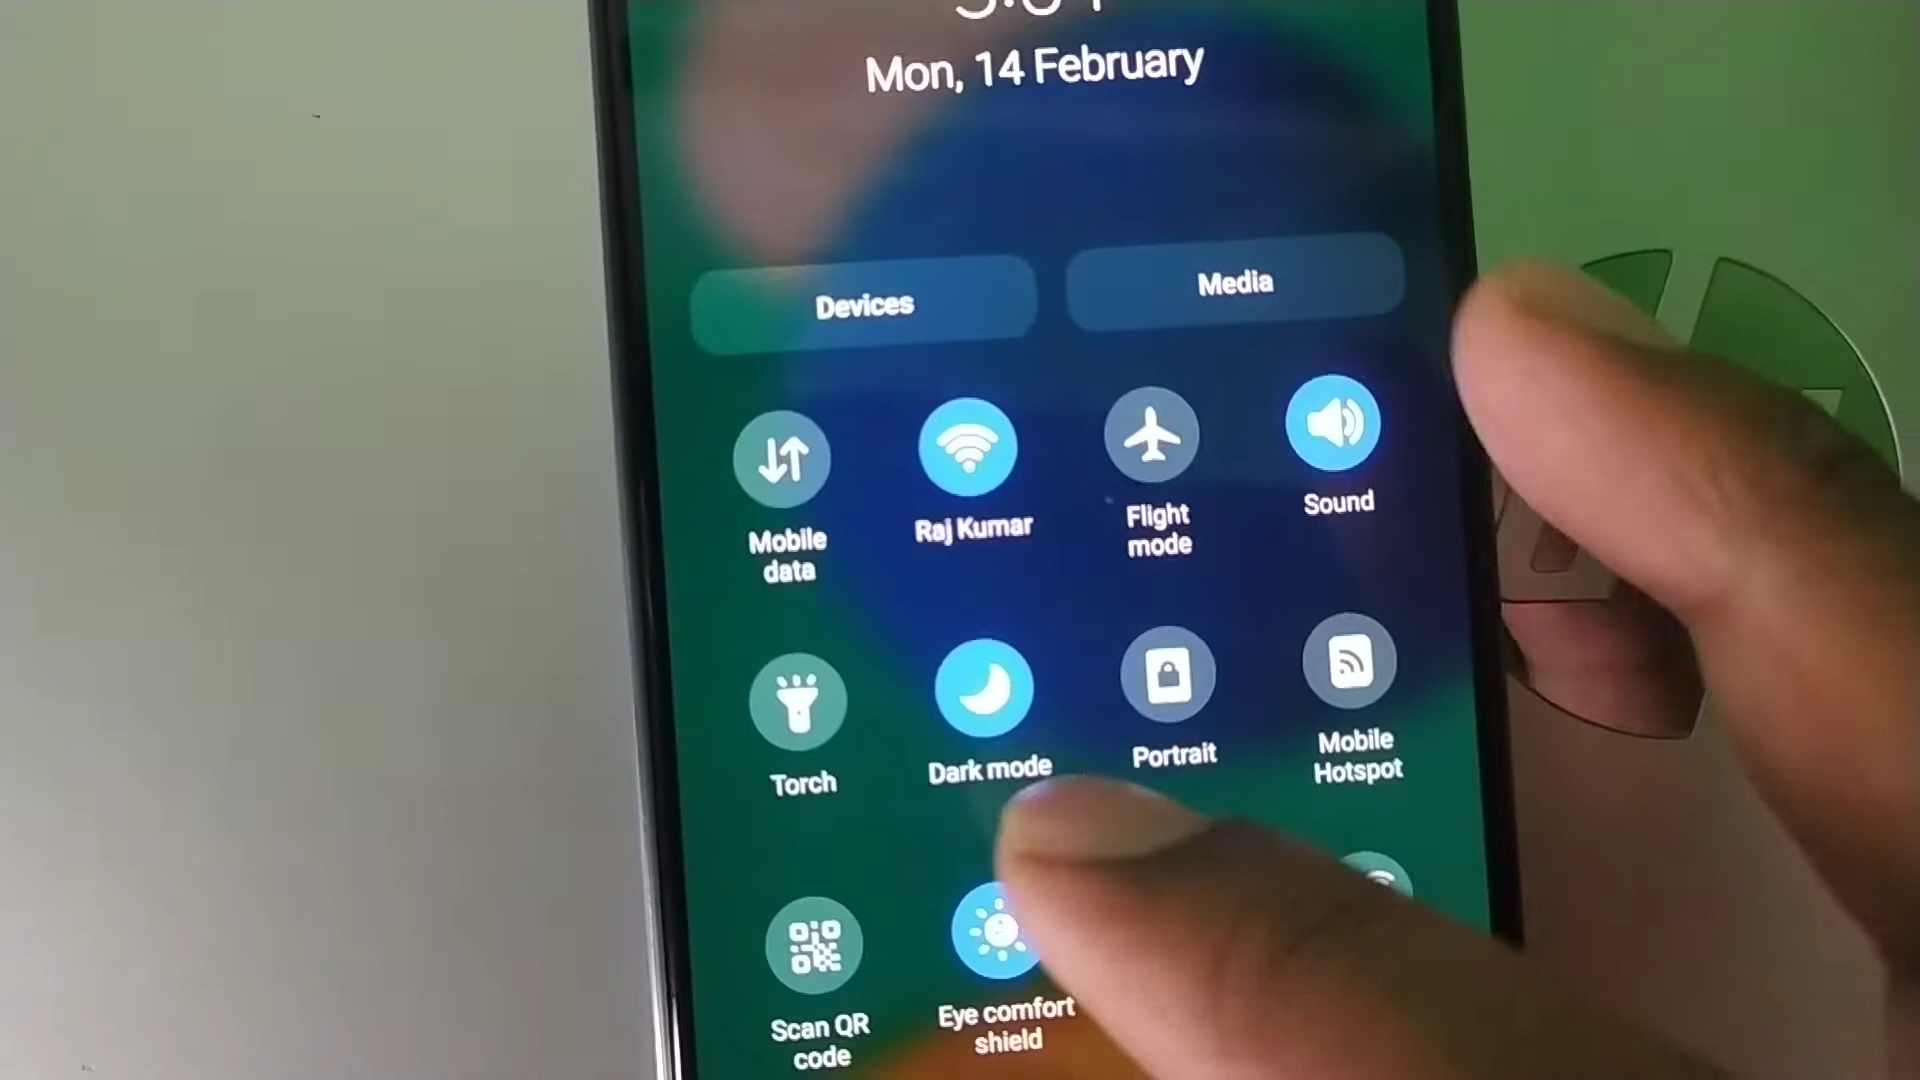 Mon, 14 February
Devices
Media
Mobile
data
Raj Kumar
Flight
mode
Sound
Torch
Dark mode
Portrait
Mobile
Hotspot
Scan QR
code
Eye comfort
shield